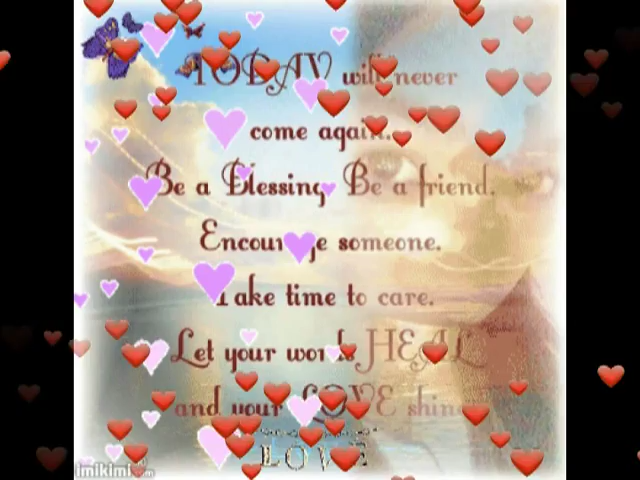 TODAY will never
come again.
Be a Blessing Be a friend.
Encourage someone.
Take time to care.
Let your words HEAL
and your LOVE shine
LOVE
imikimi.com